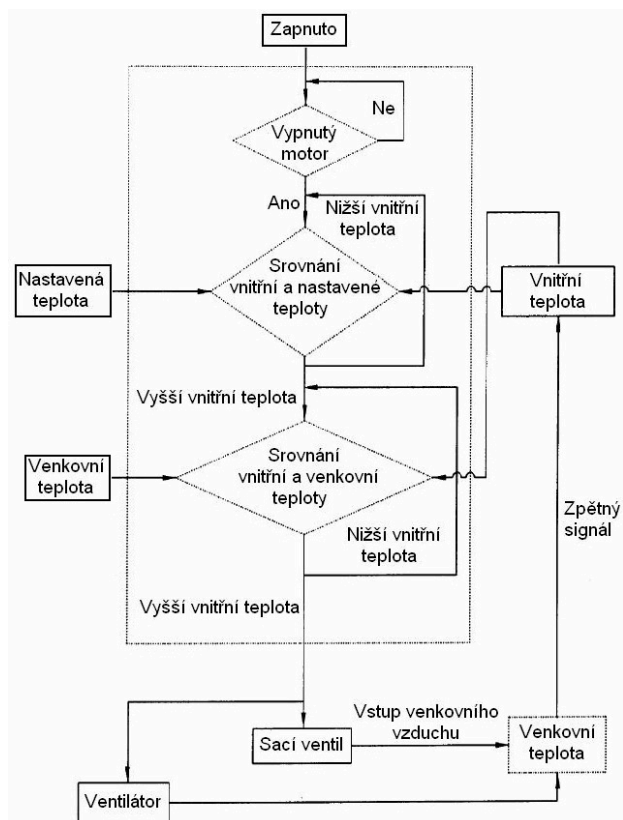 Zapnuto
Ne
Vypnutý
motor
Ano
Nižší vnitřní
teplota
Srovnání
vnitřní a nastavené
teploty
Nastavená
teplota
Vnitřní
teplota
Vyšší vnitřní teplota
Srovnání
vnitřní a venkovní
teploty
Venkovní
teplota
Zpětný
signál
Nižší vnitřní
teplota
Vyšší vnitřní teplota
Sací ventil
Vstup venkovního
vzduchu
Venkovní
teplota
Ventilátor